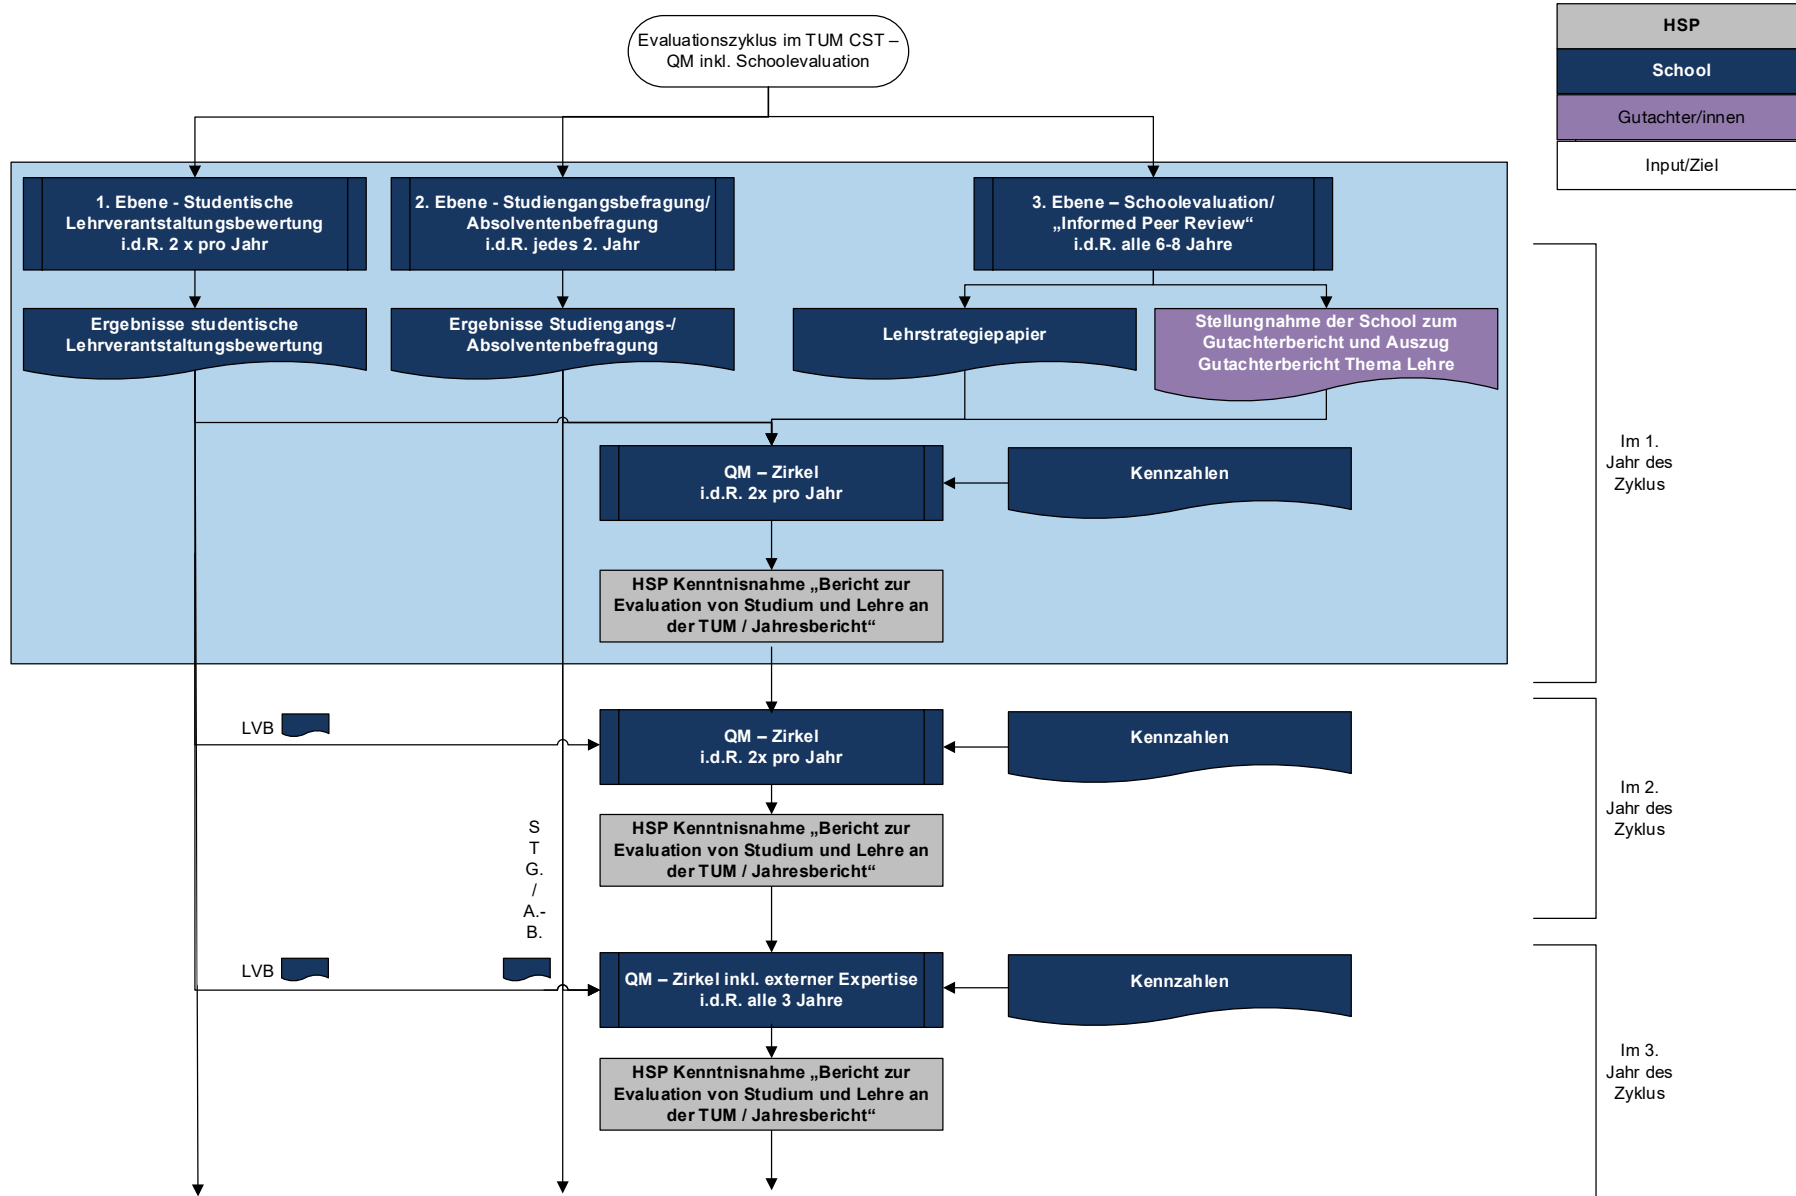 Evaluationszyklus im TUM CST –
QM inkl. Schoolevaluation
HSP
School
Gutachter/innen
Input/Ziel
1. Ebene - Studentische
Lehrverantstaltungsbewertung
i.d.R. 2 x pro Jahr
2. Ebene - Studiengangsbefragung/
Absolventenbefragung
i.d.R. jedes 2. Jahr
3. Ebene – Schoolevaluation/
„Informed Peer Review“
i.d.R. alle 6-8 Jahre
Ergebnisse studentische
Lehrverantstaltungsbewertung
Ergebnisse Studiengangs-/
Absolventenbefragung
Lehrstrategiepapier
Stellungnahme der School zum
Gutachterbericht und Auszug
Gutachterbericht Thema Lehre
QM – Zirkel
i.d.R. 2x pro Jahr
Kennzahlen
Im 1.
Jahr des
Zyklus
HSP Kenntnisnahme „Bericht zur
Evaluation von Studium und Lehre an
der TUM / Jahresbericht“
LVB
QM – Zirkel
i.d.R. 2x pro Jahr
Kennzahlen
Im 2.
Jahr des
Zyklus
HSP Kenntnisnahme „Bericht zur
Evaluation von Studium und Lehre an
der TUM / Jahresbericht“
S
T
G.
/
A.-
B.
LVB
QM – Zirkel inkl. externer Expertise
i.d.R. alle 3 Jahre
Kennzahlen
Im 3.
Jahr des
Zyklus
HSP Kenntnisnahme „Bericht zur
Evaluation von Studium und Lehre an
der TUM / Jahresbericht“